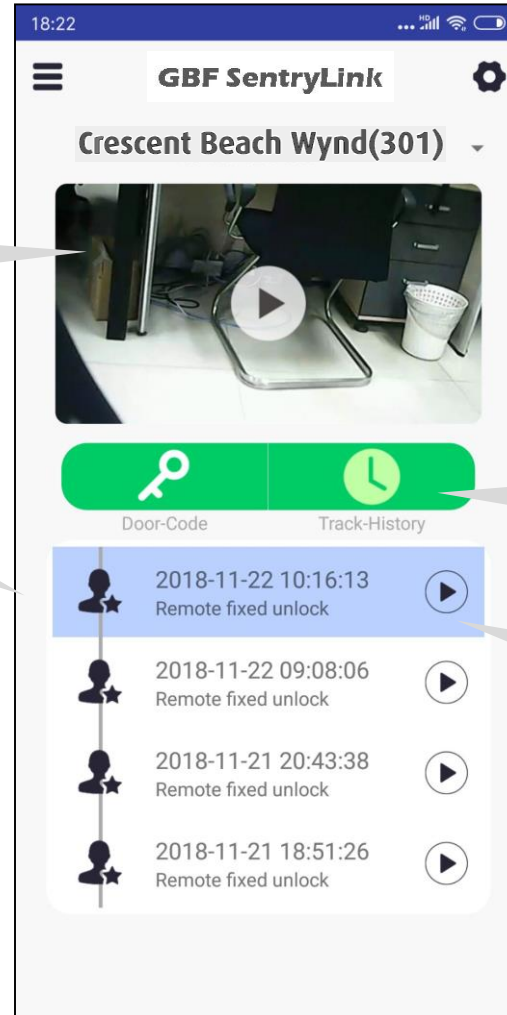 18:22
HD
GBF SentryLink
Crescent Beach Wynd(301)
Door-Code
Track-History
2018-11-22 10:16:13
Remote fixed unlock
2018-11-22 09:08:06
Remote fixed unlock
2018-11-21 20:43:38
Remote fixed unlock
2018-11-21 18:51:26
Remote fixed unlock